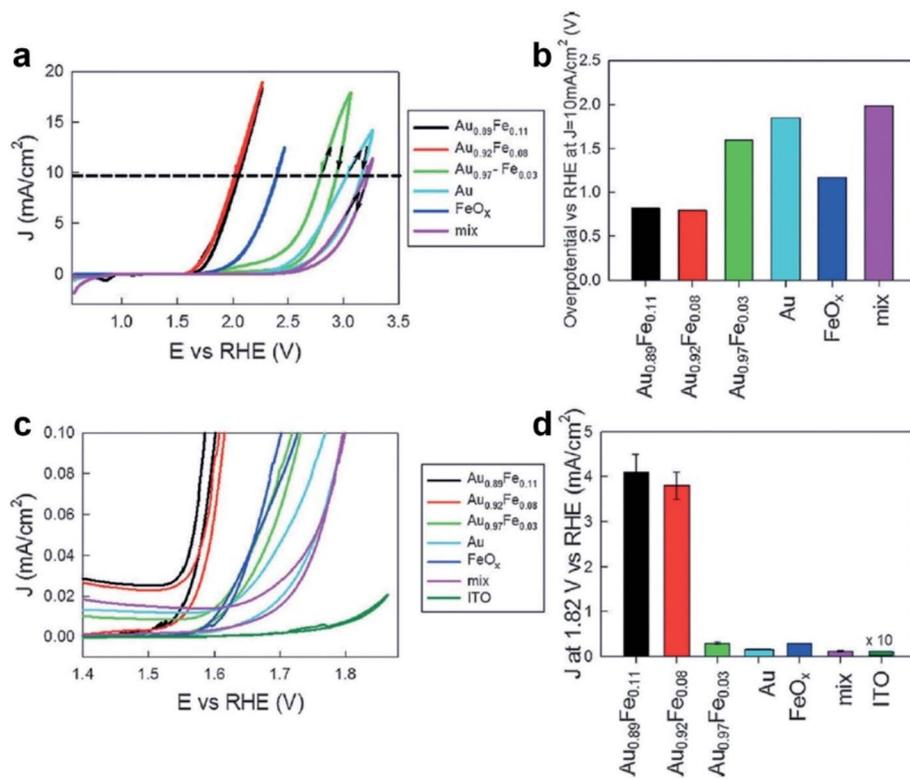 a
20
15
10
5
0
J (mA/cm²)
1.0 1.5 2.0 2.5 3.0 3.5
E vs RHE (V)
Au₀.₈₉Fe₀.₁₁
Au₀.₉₂Fe₀.₀₈
Au₀.₉₇- Fe₀.₀₃
Au
FeOₓ
mix
b
Overpotential vs RHE at J=10mA/cm² (V)
2.5
2.0
1.5
1.0
0.5
0.0
Au₀.₈₉Fe₀.₁₁
Au₀.₉₂Fe₀.₀₈
Au₀.₉₇Fe₀.₀₃
Au
FeOₓ
mix
c
0.10
0.08
0.06
0.04
0.02
0.00
J (mA/cm²)
1.4 1.5 1.6 1.7 1.8
E vs RHE (V)
Au₀.₈₉Fe₀.₁₁
Au₀.₉₂Fe₀.₀₈
Au₀.₉₇Fe₀.₀₃
Au
FeOₓ
mix
ITO
d
J at 1.82 V vs RHE (mA/cm²)
5
4
3
0.1
0.0
x 10
Au₀.₈₉Fe₀.₁₁
Au₀.₉₂Fe₀.₀₈
Au₀.₉₇Fe₀.₀₃
Au
FeOₓ
mix
ITO